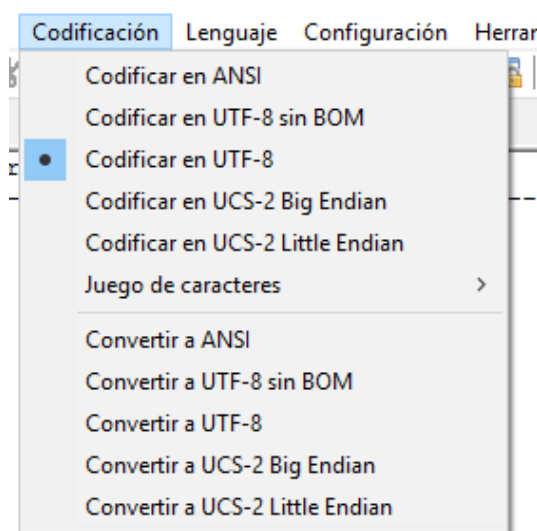 Codificación Lenguaje Configuración
Codificar en ANSI
Codificar en UTF-8 sin BOM
Codificar en UTF-8
Codificar en UCS-2 Big Endian
Codificar en UCS-2 Little Endian
Juego de caracteres
Convertir a ANSI
Convertir a UTF-8 sin BOM
Convertir a UTF-8
Convertir a UCS-2 Big Endian
Convertir a UCS-2 Little Endian